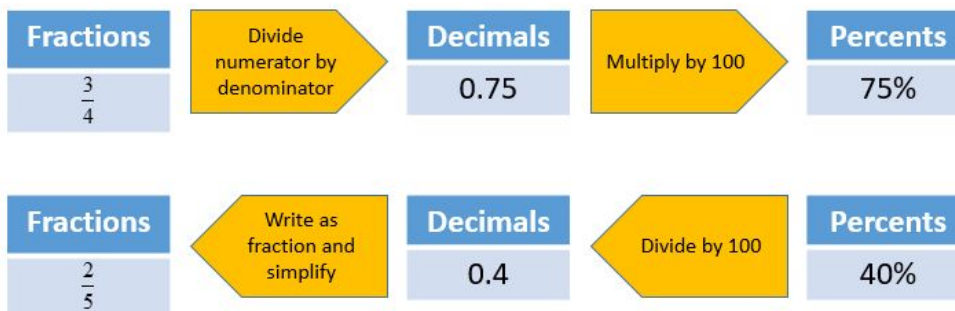 Fractions
3/4
Divide
numerator by
denominator
Decimals
0.75
Multiply by 100
Percents
75%
Fractions
2/5
Write as
fraction and
simplify
Decimals
0.4
Divide by 100
Percents
40%